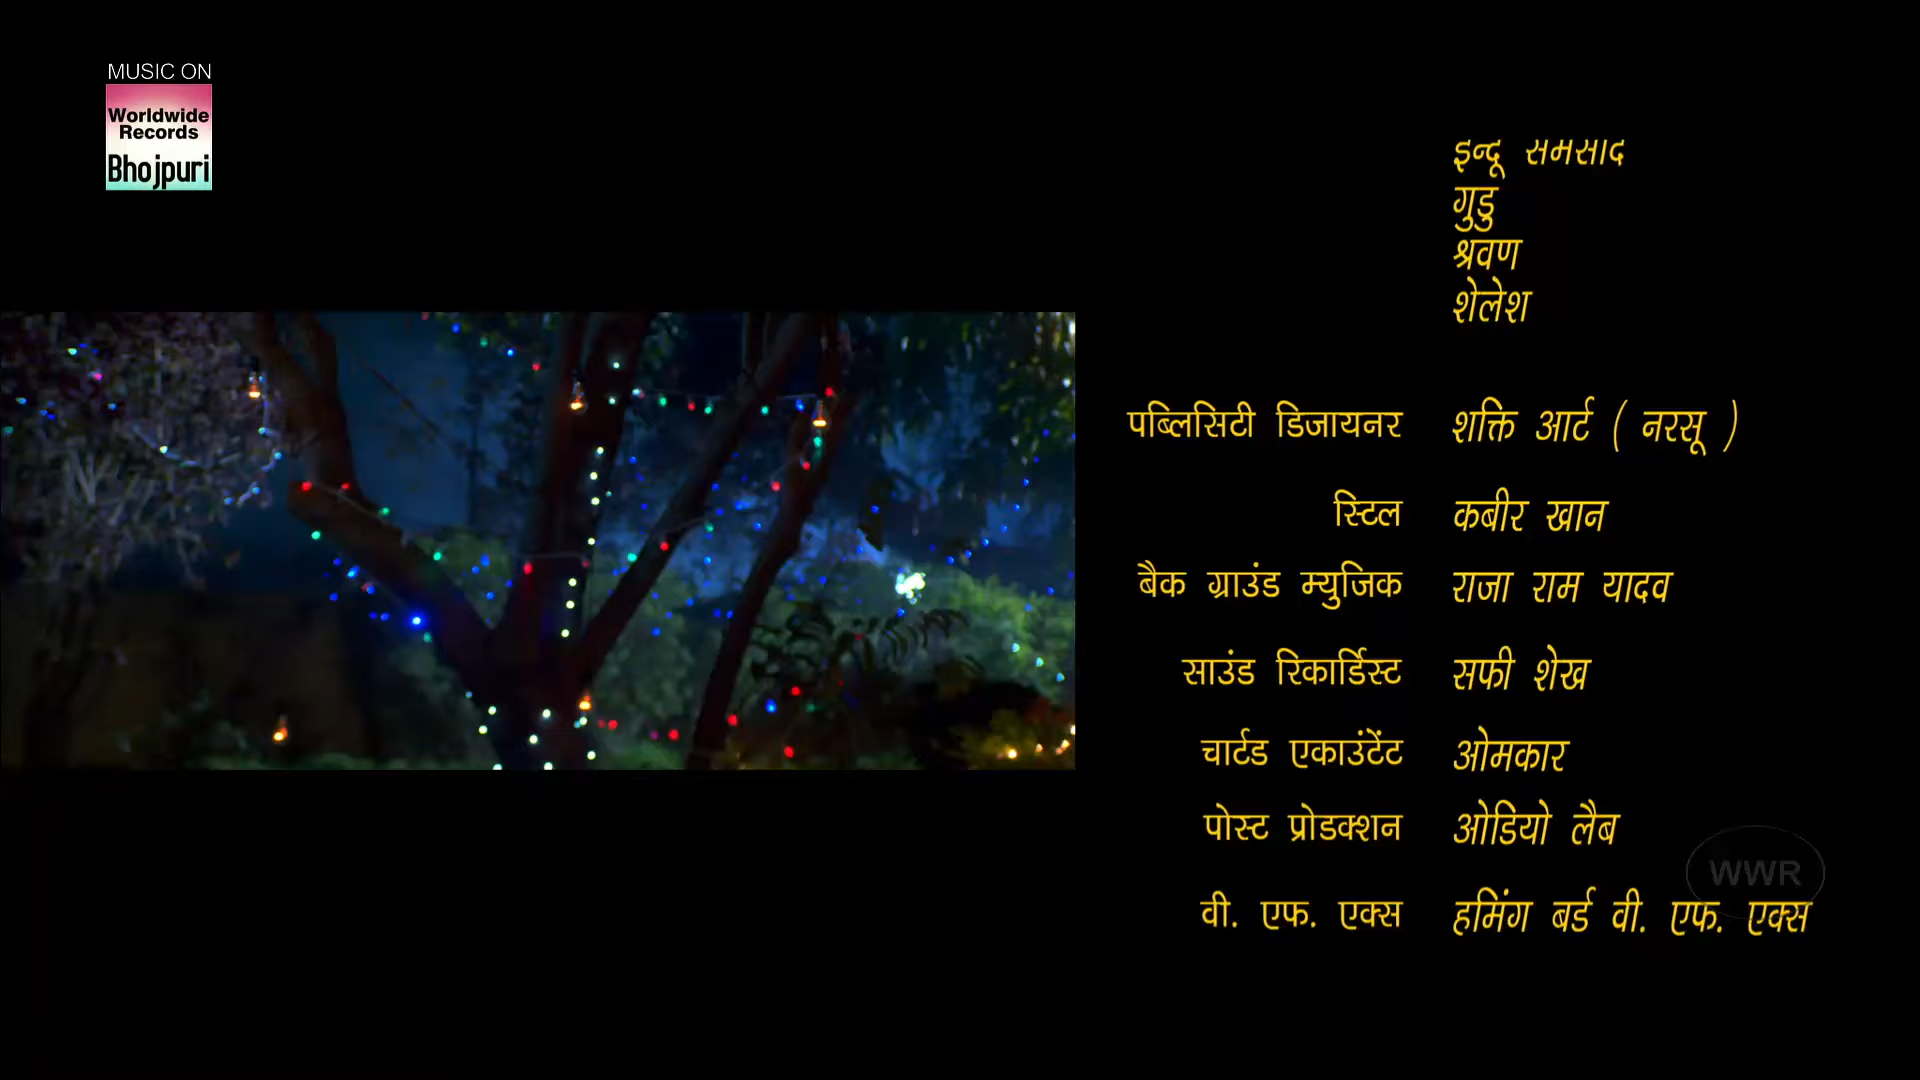 MUSIC ON
Worldwide
Records
Bhojpuri
इन्दू समसाद
गुडु
श्रवण
शेलेश
पब्लिसिटी डिजायनर शक्ति आर्ट ( नरसू )
स्टिल कबीर खान
बैक ग्राउंड म्युजिक राजा राम यादव
साउंड रिकार्डिस्ट सफी शेख
चार्टड एकाउंटेंट ओमकार
पोस्ट प्रोडक्शन ओडियो लैब
वी. एफ. एक्स हमिंग बर्ड वी. एफ. एक्स
WWR